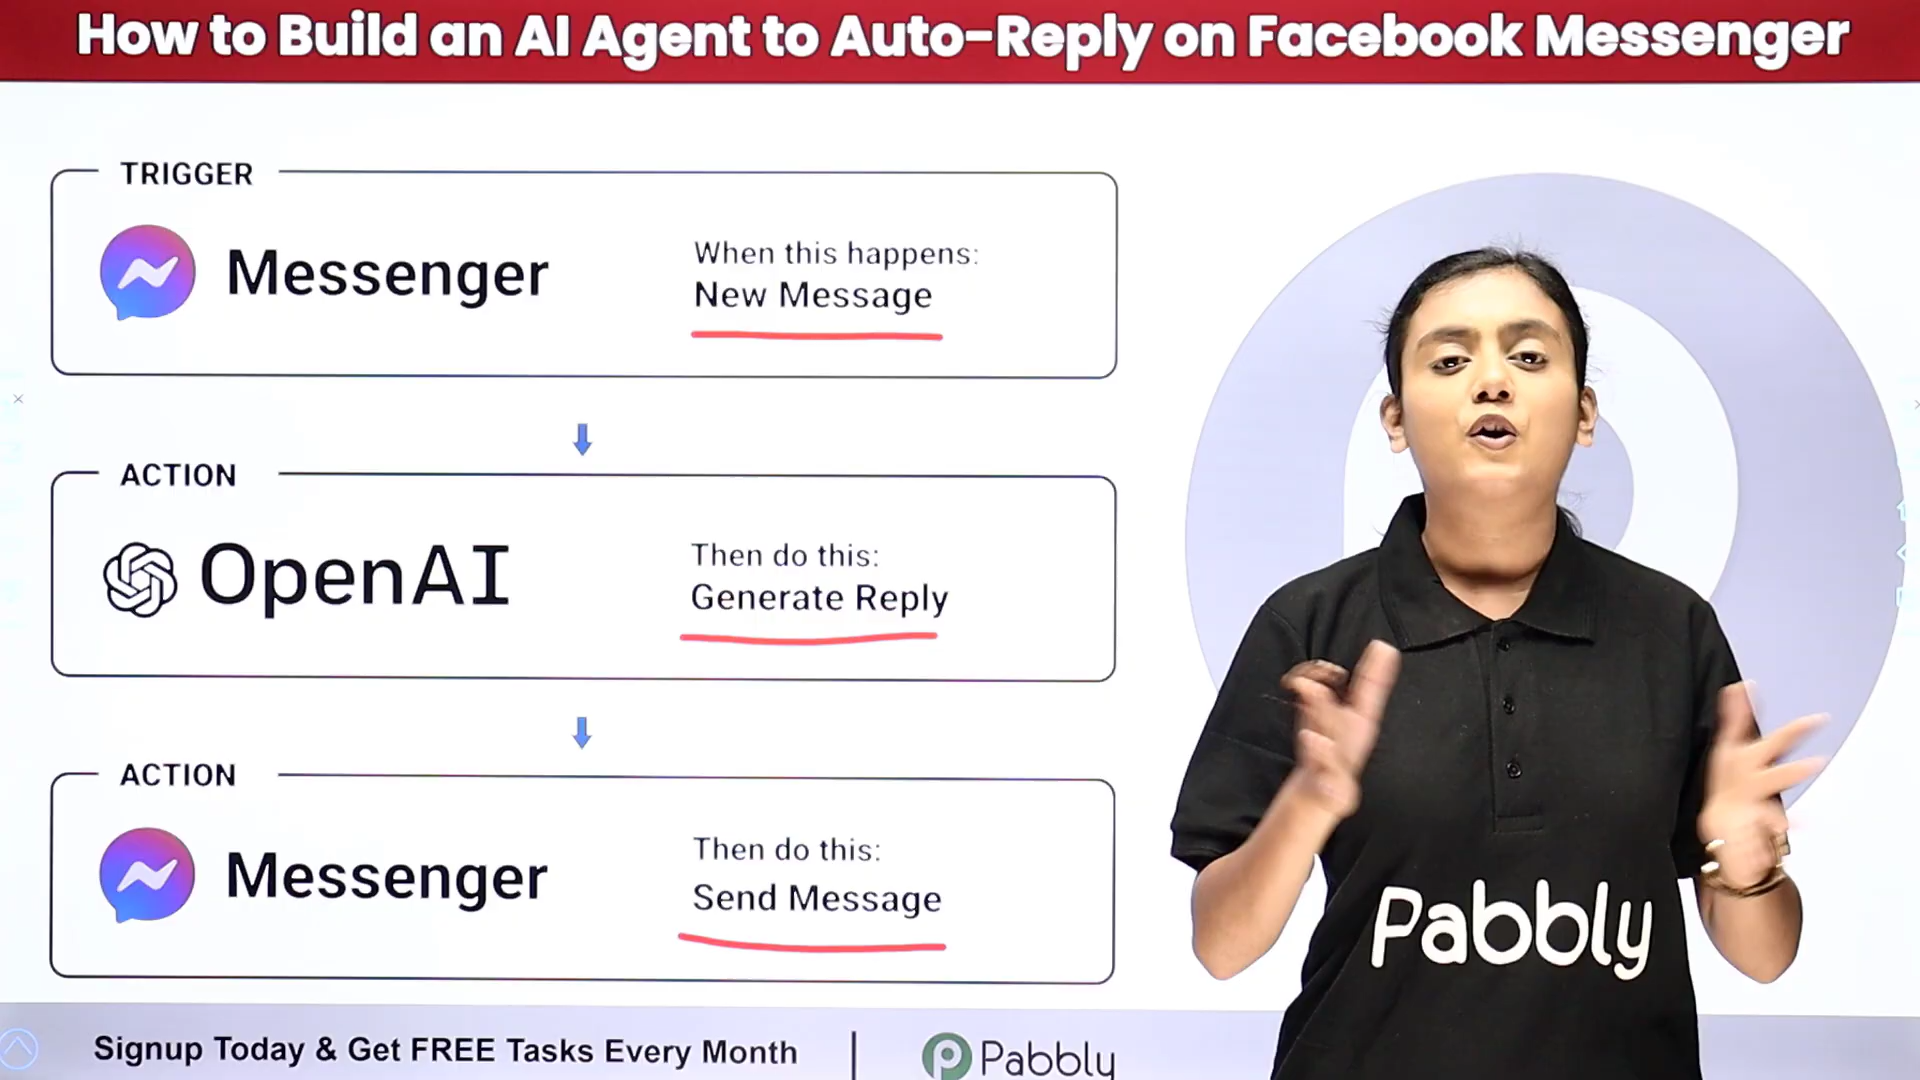 How to Build an AI Agent to Auto-Reply on Facebook Messenger
TRIGGER
Messenger
When this happens:
New Message
ACTION
OpenAI
Then do this:
Generate Reply
ACTION
Messenger
Then do this:
Send Message
Pabbly
Signup Today & Get FREE Tasks Every Month
Pabbly